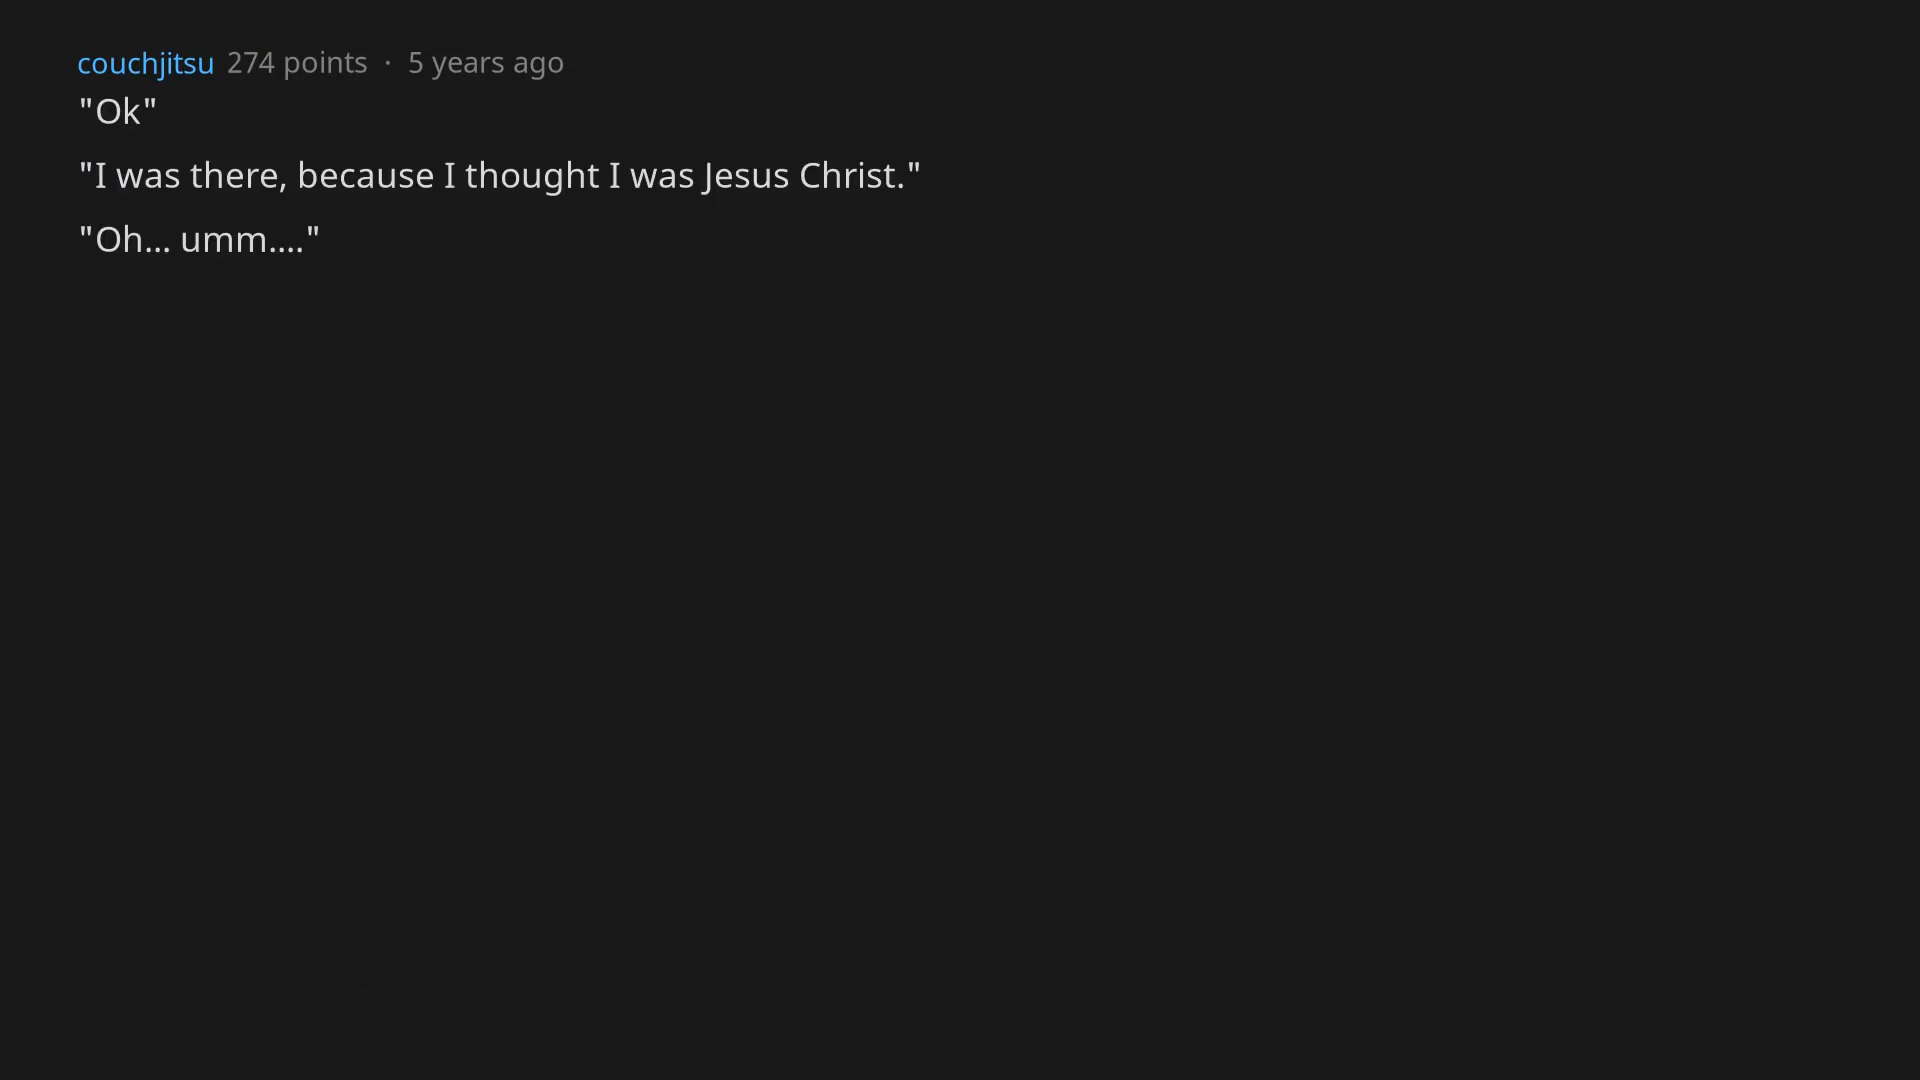 couchjitsu 274 points · 5 years ago
"Ok"
"I was there, because I thought I was Jesus Christ."
"Oh... umm...."